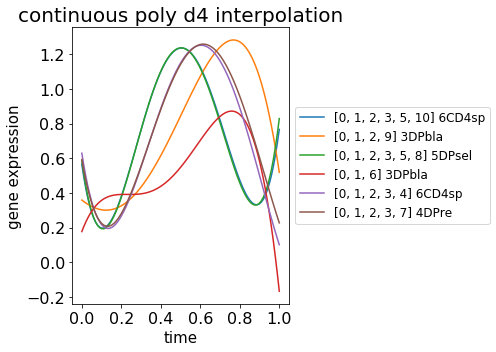 continuous poly d4 interpolation
gene expression
1.2
1.0
0.8
0.6
0.4
0.2
0.0
−0.2
0.0 0.2 0.4 0.6 0.8 1.0
time
[0, 1, 2, 3, 5, 10] 6CD4sp
[0, 1, 2, 9] 3DPbla
[0, 1, 2, 3, 5, 8] 5DPsel
[0, 1, 6] 3DPbla
[0, 1, 2, 3, 4] 6CD4sp
[0, 1, 2, 3, 7] 4DPre